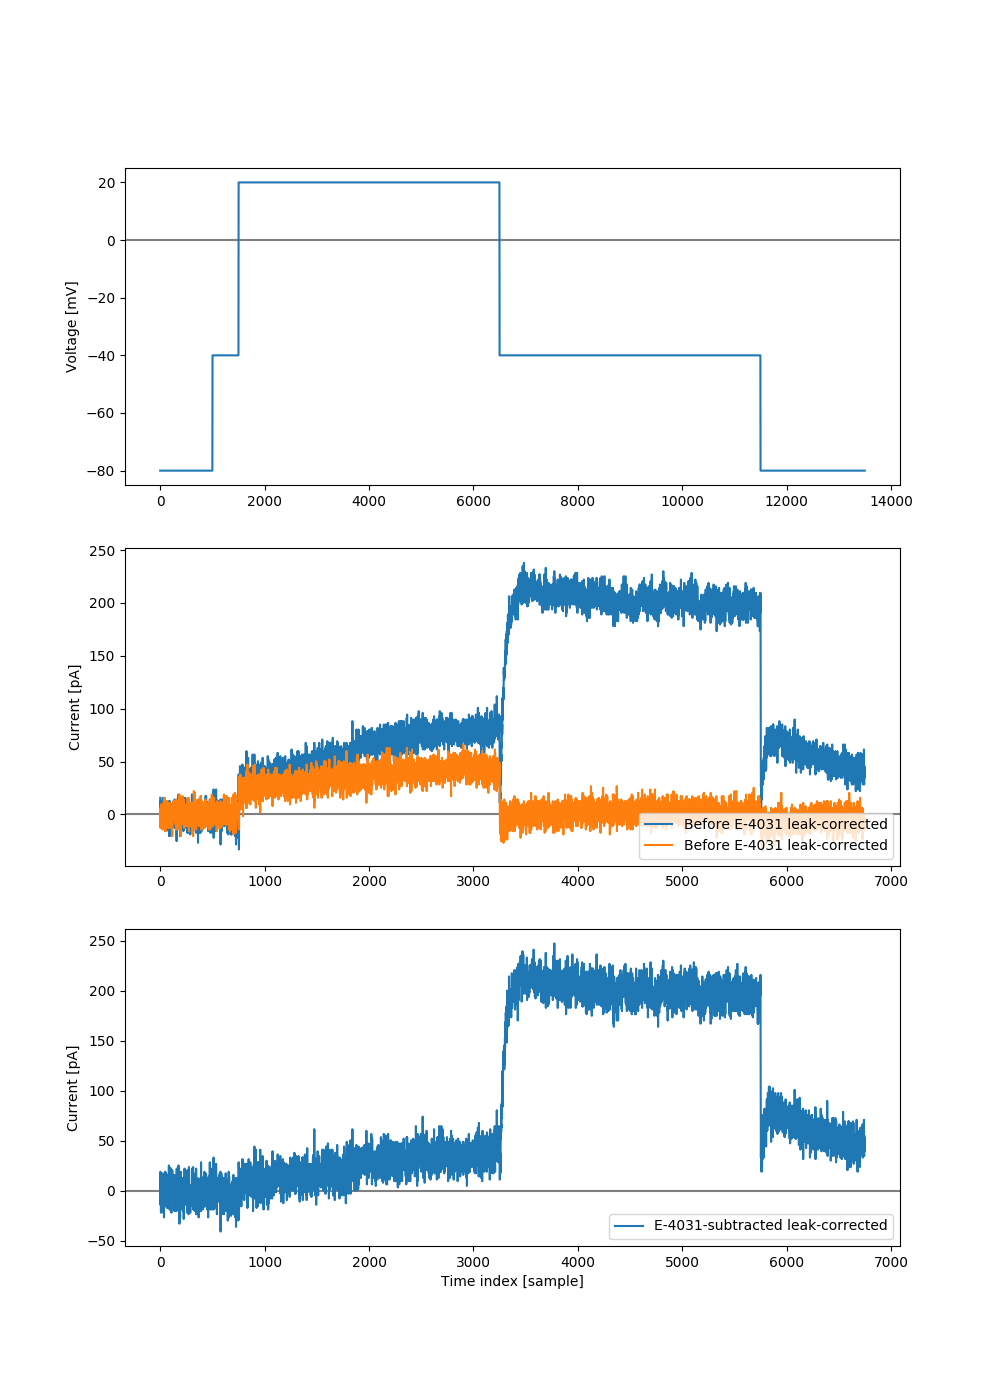 20
0
−20
−40
−60
−80
Voltage [mV]
0 2000 4000 6000 8000 10000 12000 14000
250
200
150
100
50
0
Current [pA]
Before E-4031 leak-corrected
Before E-4031 leak-corrected
0 1000 2000 3000 4000 5000 6000 7000
250
200
150
100
50
0
−50
Current [pA]
E-4031-subtracted leak-corrected
0 1000 2000 3000 4000 5000 6000 7000
Time index [sample]